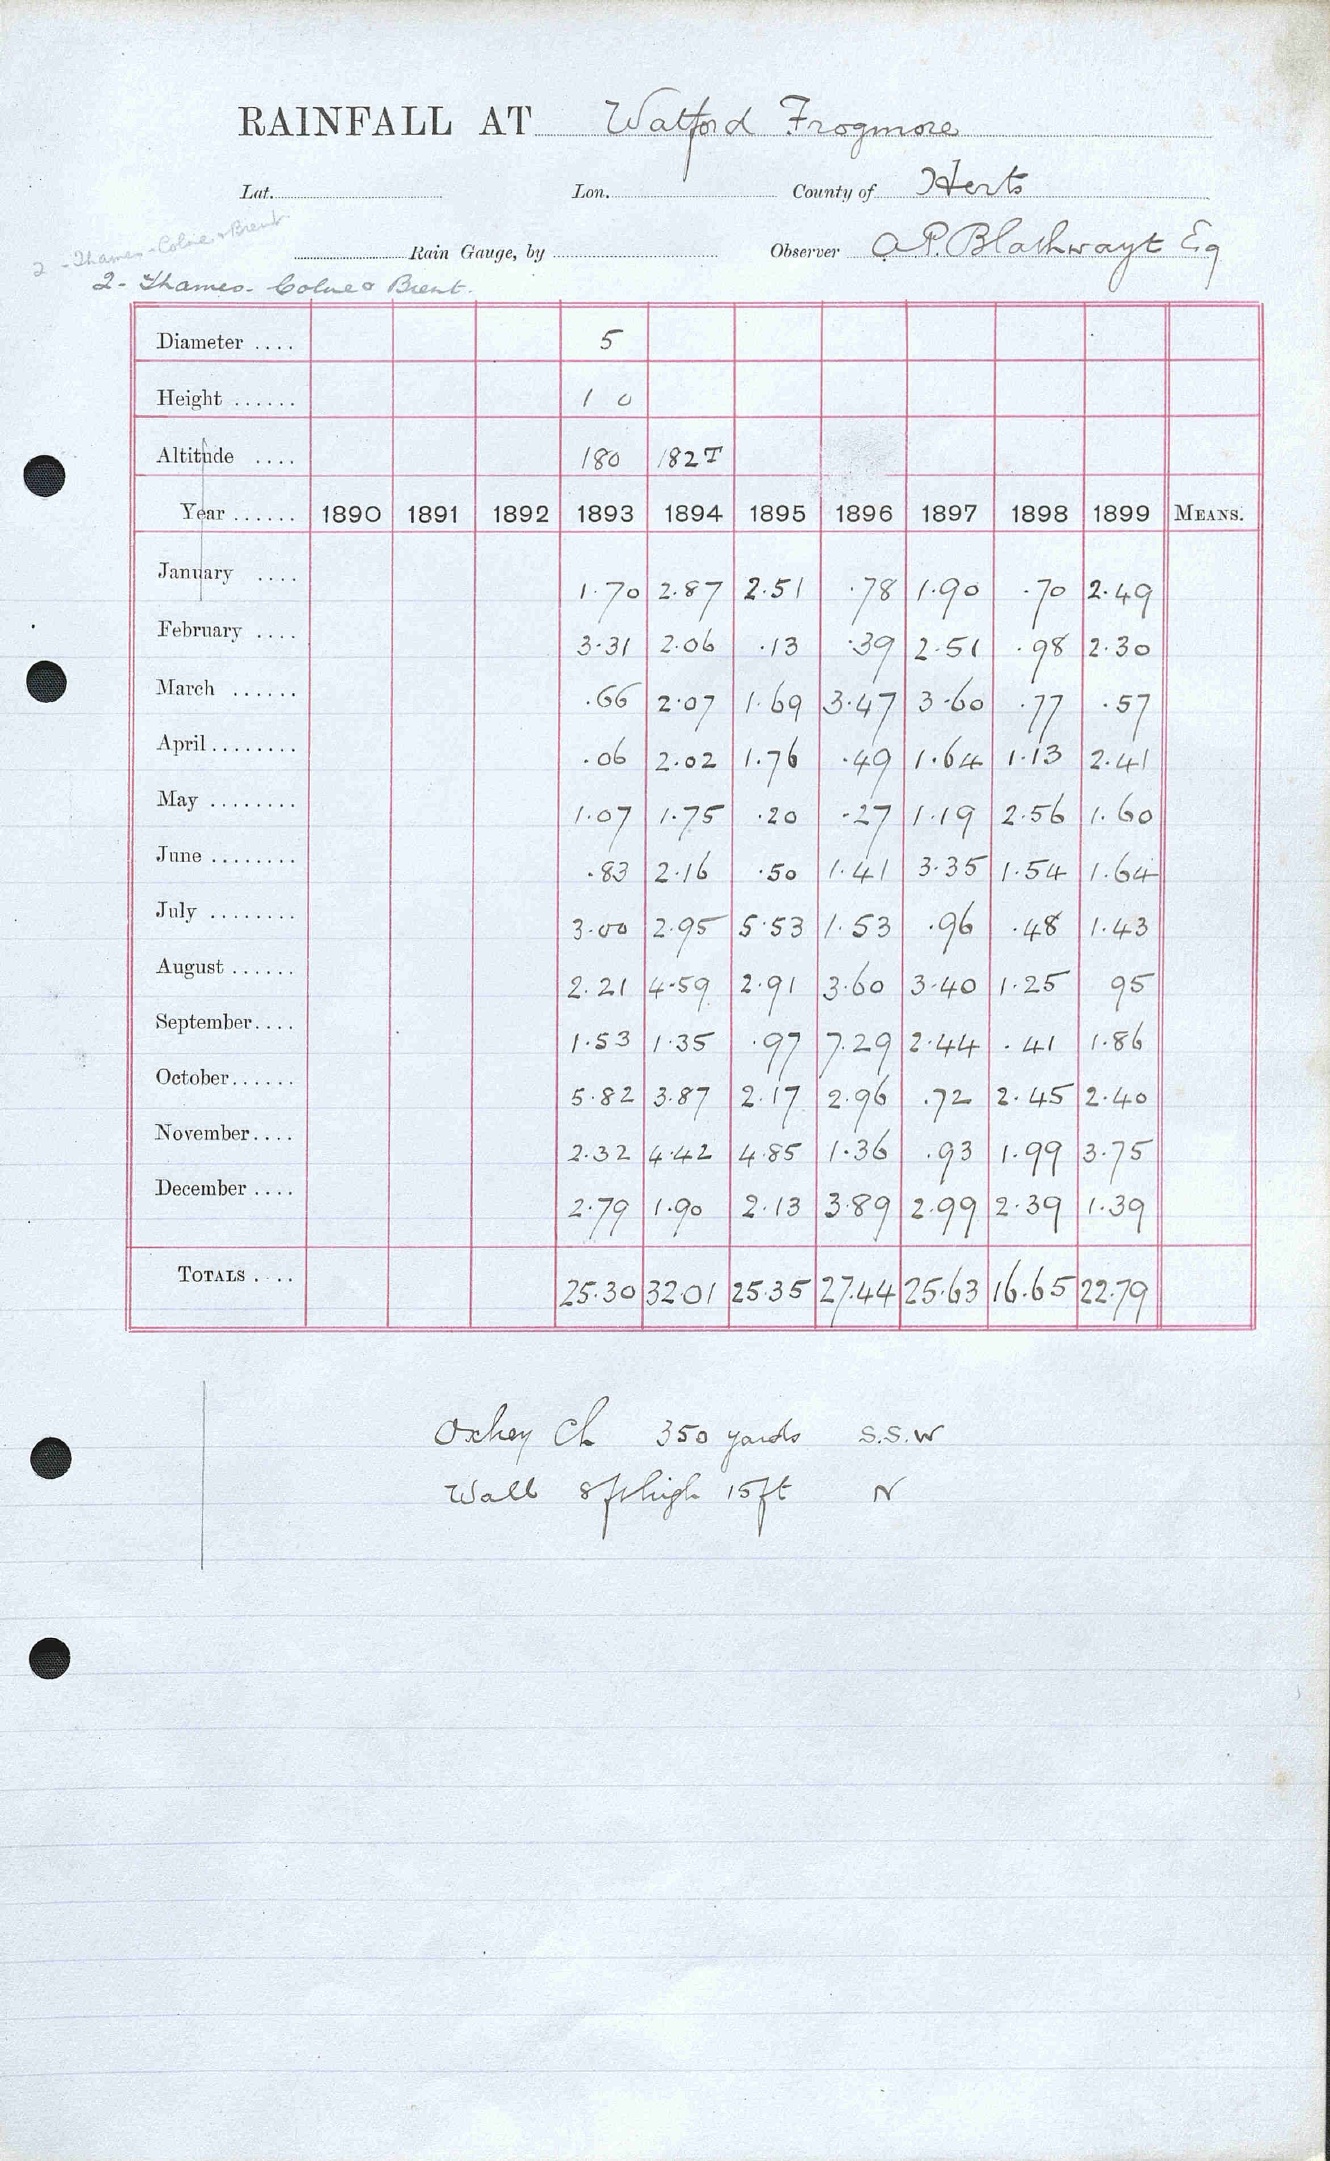 RAINFALL AT Watford Frogmore
Lat. Lon. County of Herts
2 - Thames - Colne & Brent
Rain Gauge, by Observer A.P. Blathwayt Esq
2 - Thames - Colne & Brent.
Diameter .... 5
Height ...... 1 0
Altitude .... 180 182T
Year ...... 1890 1891 1892 1893 1894 1895 1896 1897 1898 1899 MEANS.
January .... 1.70 2.87 2.51 .78 1.90 .70 2.49
February .... 3.31 2.06 .13 .39 2.51 .98 2.30
March ...... .66 2.07 1.69 3.47 3.60 .77 .57
April ........ .06 2.02 1.76 .49 1.64 1.13 2.41
May ........ 1.07 1.75 .20 .27 1.19 2.56 1.60
June ........ .83 2.16 .50 1.41 3.35 1.54 1.64
July ........ 3.00 2.95 5.53 1.53 .96 .48 1.43
August ...... 2.21 4.59 2.91 3.60 3.40 1.25 95
September .... 1.53 1.35 .97 7.29 2.44 .41 1.86
October ...... 5.82 3.87 2.17 2.96 .72 2.45 2.40
November .... 2.32 4.42 4.85 1.36 .93 1.99 3.75
December .... 2.79 1.90 2.13 3.89 2.99 2.39 1.39
TOTALS .... 25.30 32.01 25.35 27.44 25.63 16.65 22.79
Oxhey Ch 350 yards S.S.W
Wall 8ft high 15ft N